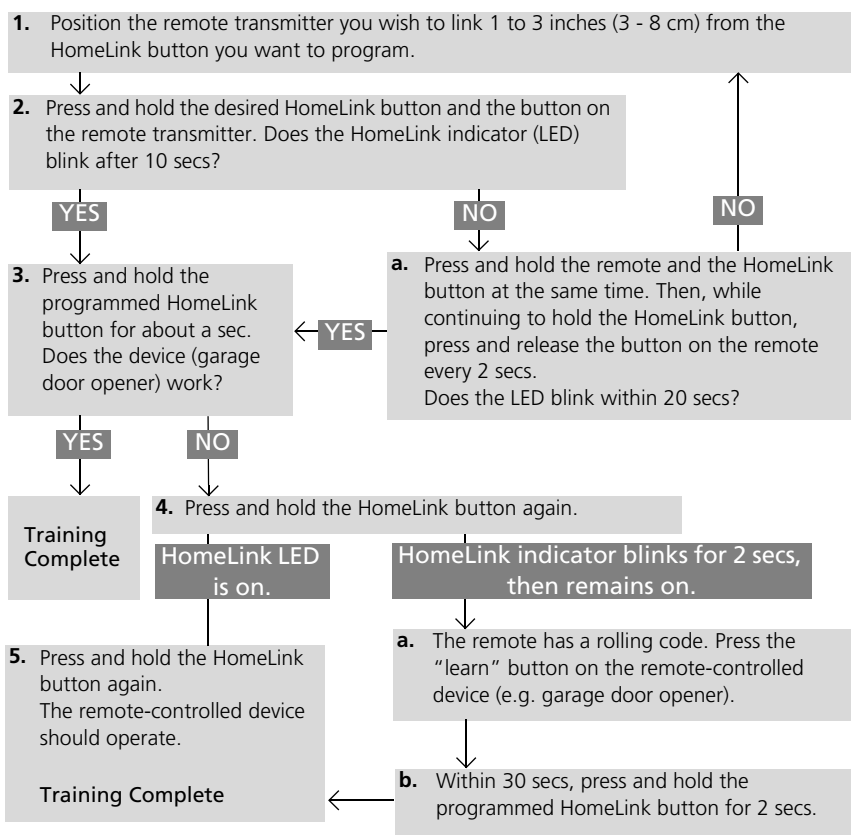 1. Position the remote transmitter you wish to link 1 to 3 inches (3 - 8 cm) from the
HomeLink button you want to program.
2. Press and hold the desired HomeLink button and the button on
the remote transmitter. Does the HomeLink indicator (LED)
blink after 10 secs?
YES
NO
NO
3. Press and hold the
programmed HomeLink
button for about a sec.
Does the device (garage
door opener) work?
YES
a. Press and hold the remote and the HomeLink
button at the same time. Then, while
continuing to hold the HomeLink button,
press and release the button on the remote
every 2 secs.
Does the LED blink within 20 secs?
YES
NO
Training
Complete
4. Press and hold the HomeLink button again.
HomeLink LED
is on.
HomeLink indicator blinks for 2 secs,
then remains on.
5. Press and hold the HomeLink
button again.
The remote-controlled device
should operate.
Training Complete
a. The remote has a rolling code. Press the
“learn” button on the remote-controlled
device (e.g. garage door opener).
b. Within 30 secs, press and hold the
programmed HomeLink button for 2 secs.